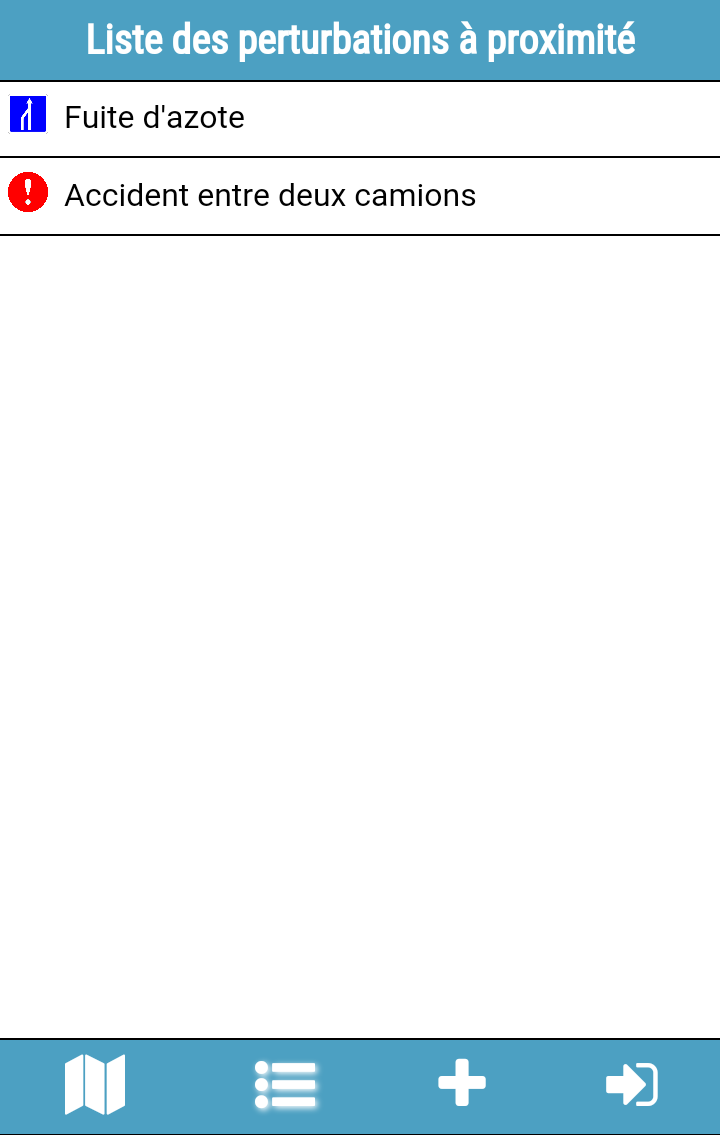 Liste des perturbations à proximité
Fuite d'azote
Accident entre deux camions